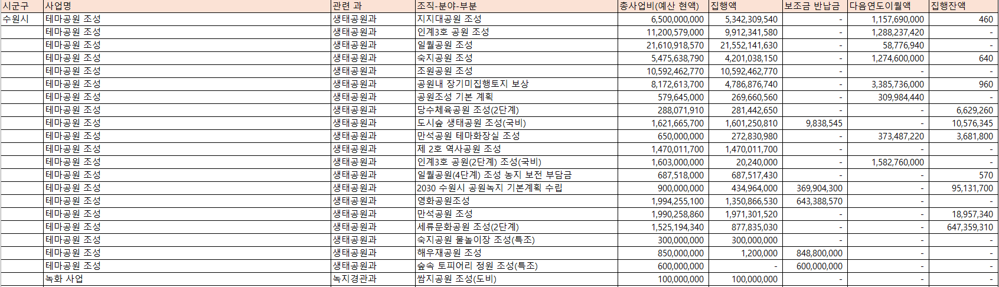 시군구 사업명 관련 과 조직-분야-부분 총사업비(예산 현액) 집행액 보조금 반납금 다음연도이월액 집행잔액
수원시 테마공원 조성 생태공원과 지지대공원 조성 6,500,000,000 5,342,309,540 - 1,157,690,000 460
테마공원 조성 생태공원과 인계3호 공원 조성 11,200,579,000 9,912,341,580 - 1,288,237,420 -
테마공원 조성 생태공원과 일월공원 조성 21,610,918,570 21,552,141,630 - 58,776,940 -
테마공원 조성 생태공원과 숙지공원 조성 5,475,638,790 4,201,038,150 - 1,274,600,000 640
테마공원 조성 생태공원과 조원공원 조성 10,592,462,770 10,592,462,770 - - -
테마공원 조성 생태공원과 공원내 장기미집행토지 보상 8,172,613,700 4,786,876,740 - 3,385,736,000 960
테마공원 조성 생태공원과 공원조성 기본 계획 579,645,000 269,660,560 - 309,984,440 -
테마공원 조성 생태공원과 당수체육공원 조성(2단계) 288,071,910 281,442,650 - - 6,629,260
테마공원 조성 생태공원과 도시숲 생태공원 조성(국비) 1,621,665,700 1,601,250,810 9,838,545 - 10,576,345
테마공원 조성 생태공원과 만석공원 테마화장실 조성 650,000,000 272,830,980 - 373,487,220 3,681,800
테마공원 조성 생태공원과 제 2호 역사공원 조성 1,470,011,700 1,470,011,700 - - -
테마공원 조성 생태공원과 인계3호 공원(2단계) 조성(국비) 1,603,000,000 20,240,000 - 1,582,760,000 -
테마공원 조성 생태공원과 일월공원(4단계) 조성 농지 보전 부담금 687,518,000 687,517,430 - - 570
테마공원 조성 생태공원과 2030 수원시 공원녹지 기본계획 수립 900,000,000 434,964,000 369,904,300 - 95,131,700
테마공원 조성 생태공원과 영화공원조성 1,994,255,100 1,350,866,530 643,388,570 - -
테마공원 조성 생태공원과 만석공원 조성 1,990,258,860 1,971,301,520 - - 18,957,340
테마공원 조성 생태공원과 세류문화공원 조성(2단계) 1,525,194,340 877,835,030 - - 647,359,310
테마공원 조성 생태공원과 숙지공원 물놀이장 조성(특조) 300,000,000 300,000,000 - - -
테마공원 조성 생태공원과 해우재공원 조성 850,000,000 1,200,000 848,800,000 - -
테마공원 조성 생태공원과 숲속 토피어리 정원 조성(특조) 600,000,000 - 600,000,000 - -
녹화 사업 녹지경관과 쌈지공원 조성(도비) 100,000,000 100,000,000 - - -